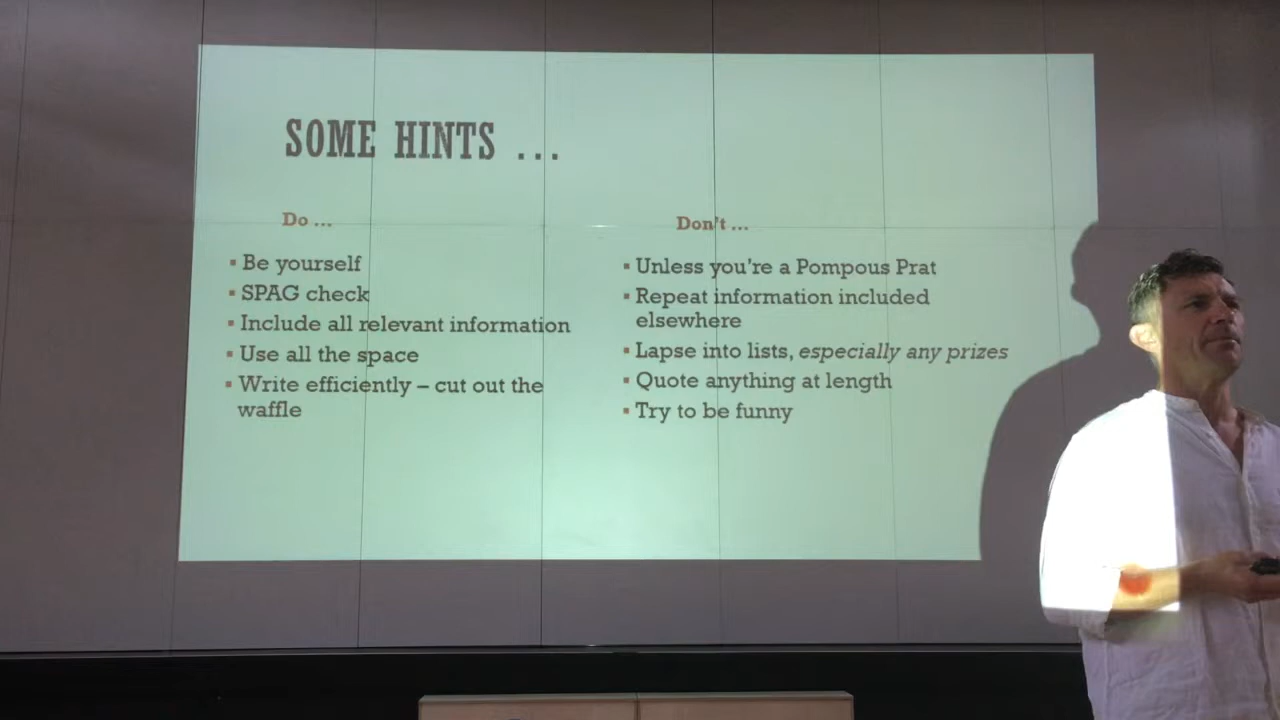 SOME HINTS ...
Do ...
▪ Be yourself
▪ SPAG check
▪ Include all relevant information
▪ Use all the space
▪ Write efficiently – cut out the
waffle
Don't ...
▪ Unless you're a Pompous Prat
▪ Repeat information included
elsewhere
▪ Lapse into lists, especially any prizes
▪ Quote anything at length
▪ Try to be funny